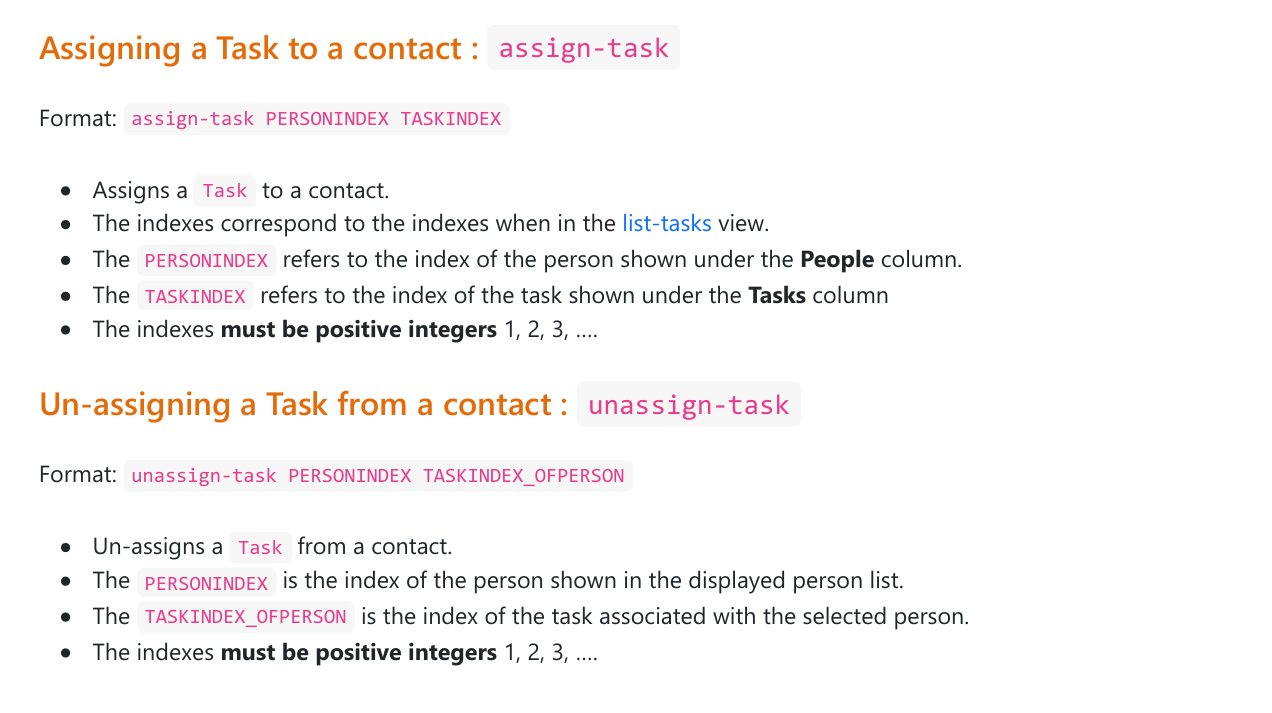 Assigning a Task to a contact : assign-task
Format: assign-task PERSONINDEX TASKINDEX
● Assigns a Task to a contact.
● The indexes correspond to the indexes when in the list-tasks view.
● The PERSONINDEX refers to the index of the person shown under the People column.
● The TASKINDEX refers to the index of the task shown under the Tasks column
● The indexes must be positive integers 1, 2, 3, ....
Un-assigning a Task from a contact : unassign-task
Format: unassign-task PERSONINDEX TASKINDEX_OFPERSON
● Un-assigns a Task from a contact.
● The PERSONINDEX is the index of the person shown in the displayed person list.
● The TASKINDEX_OFPERSON is the index of the task associated with the selected person.
● The indexes must be positive integers 1, 2, 3, ....